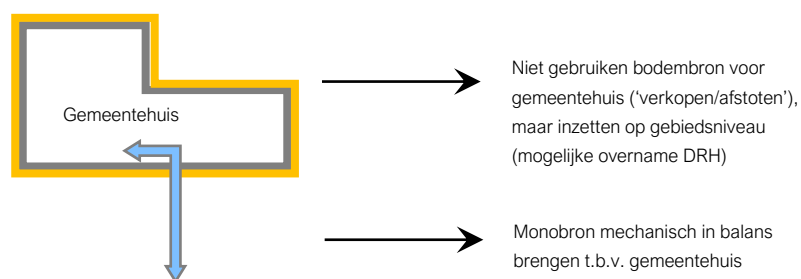 Gemeentehuis
Niet gebruiken bodembron voor
gemeentehuis (‘verkopen/afstoten’),
maar inzetten op gebiedsniveau
(mogelijke overname DRH)
Monobron mechanisch in balans
brengen t.b.v. gemeentehuis